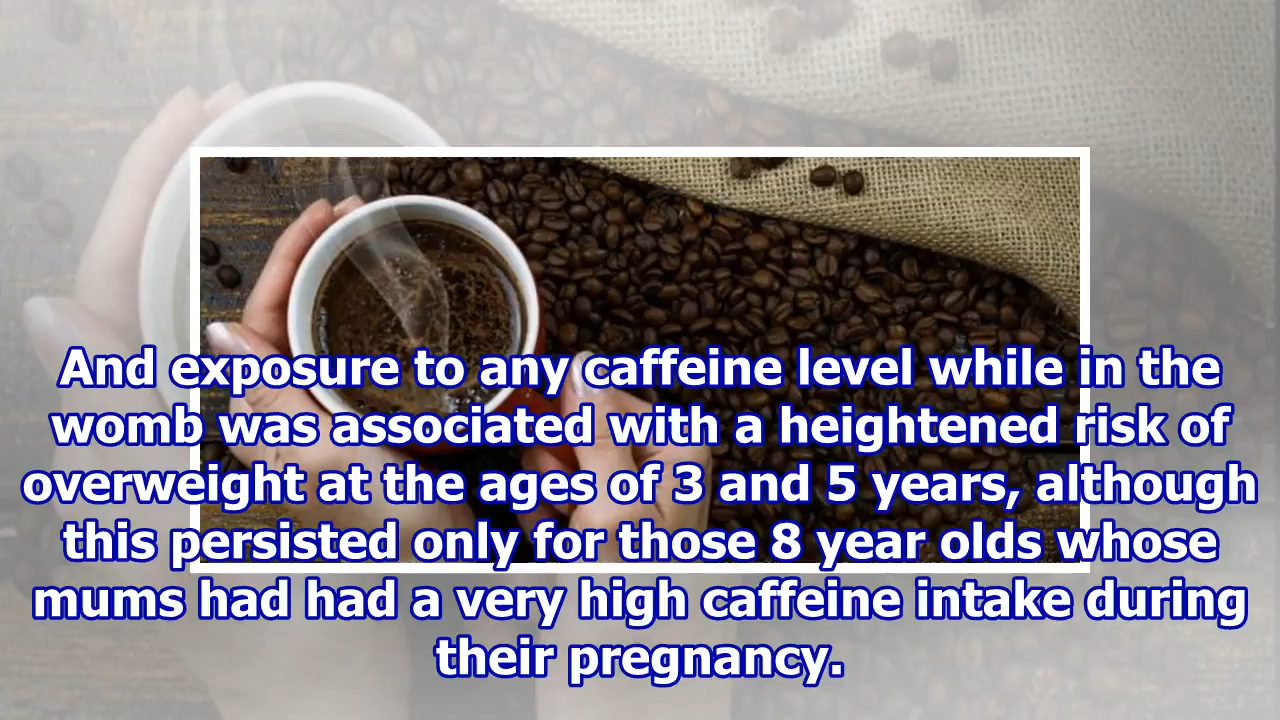 And exposure to any caffeine level while in the
womb was associated with a heightened risk of
overweight at the ages of 3 and 5 years, although
this persisted only for those 8 year olds whose
mums had had a very high caffeine intake during
their pregnancy.